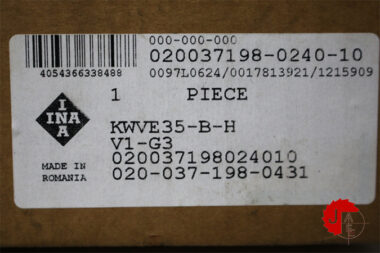 000-000-000
020037198-0240-10
4054366338488
0097L0624/0017813921/1215909
1 PIECE
INA
INA
KWVE35-B-H
V1-G3
020037198024010
MADE IN
ROMANIA
020-037-198-0431